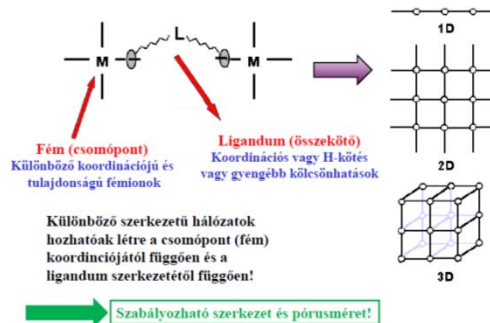 L
M
M
1D
Fém (csomópont)
Különböző koordinációjú és
tulajdonságú fémionok
Ligandum (összekötő)
Koordinációs vagy H-kötés
vagy gyengébb kölcsönhatások
2D
Különböző szerkezetű hálózatok
hozhatóak létre a csomópont (fém)
koordinciójától függően és a
ligandum szerkezetétől függően!
3D
Szabályozható szerkezet és pórusméret!